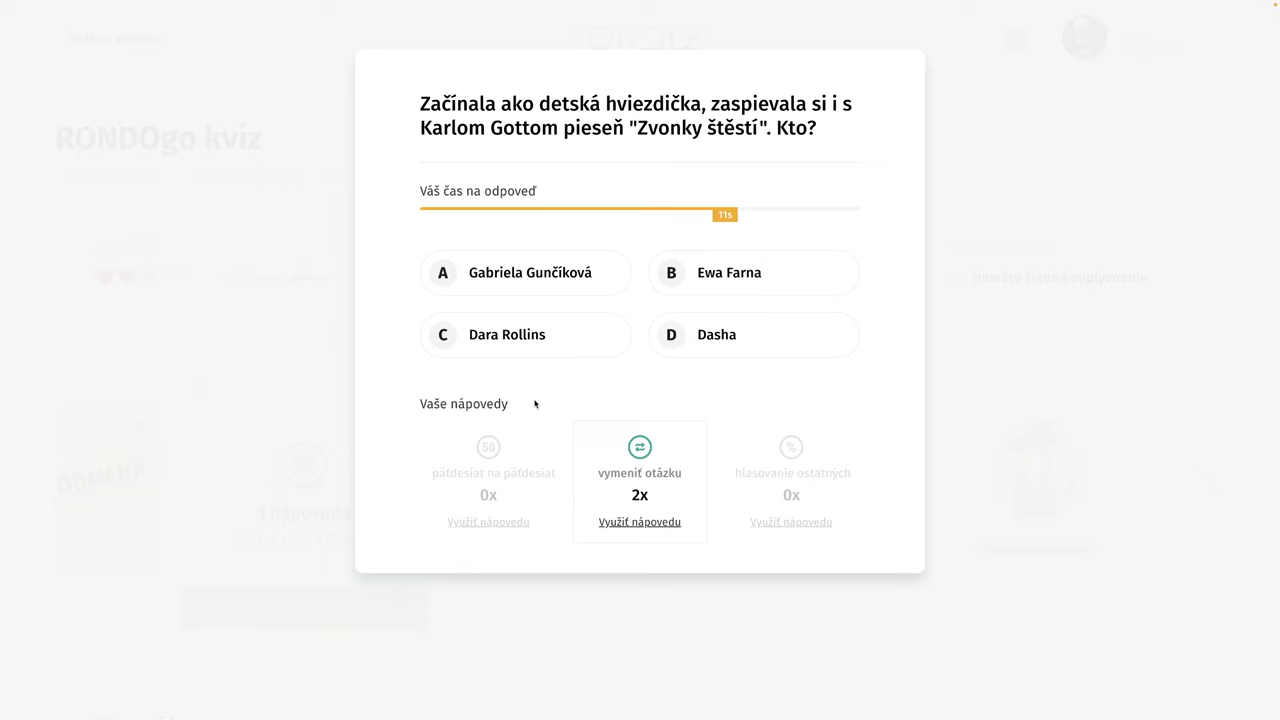 RONDOgo kvíz
Začínala ako detská hviezdička, zaspievala si i s
Karlom Gottom pieseň "Zvonky štěstí". Kto?
Váš čas na odpoveď
11s
A Gabriela Gunčíková
B Ewa Farna
C Dara Rollins
D Dasha
Nemáte žiadne ovplyvnenie
Vaše nápovedy
ODMENA
50
päťdesiat na päťdesiat
0x
Využiť nápovedu
vymeniť otázku
2x
Využiť nápovedu
%
hlasovanie ostatných
0x
Využiť nápovedu
1 nápoveda